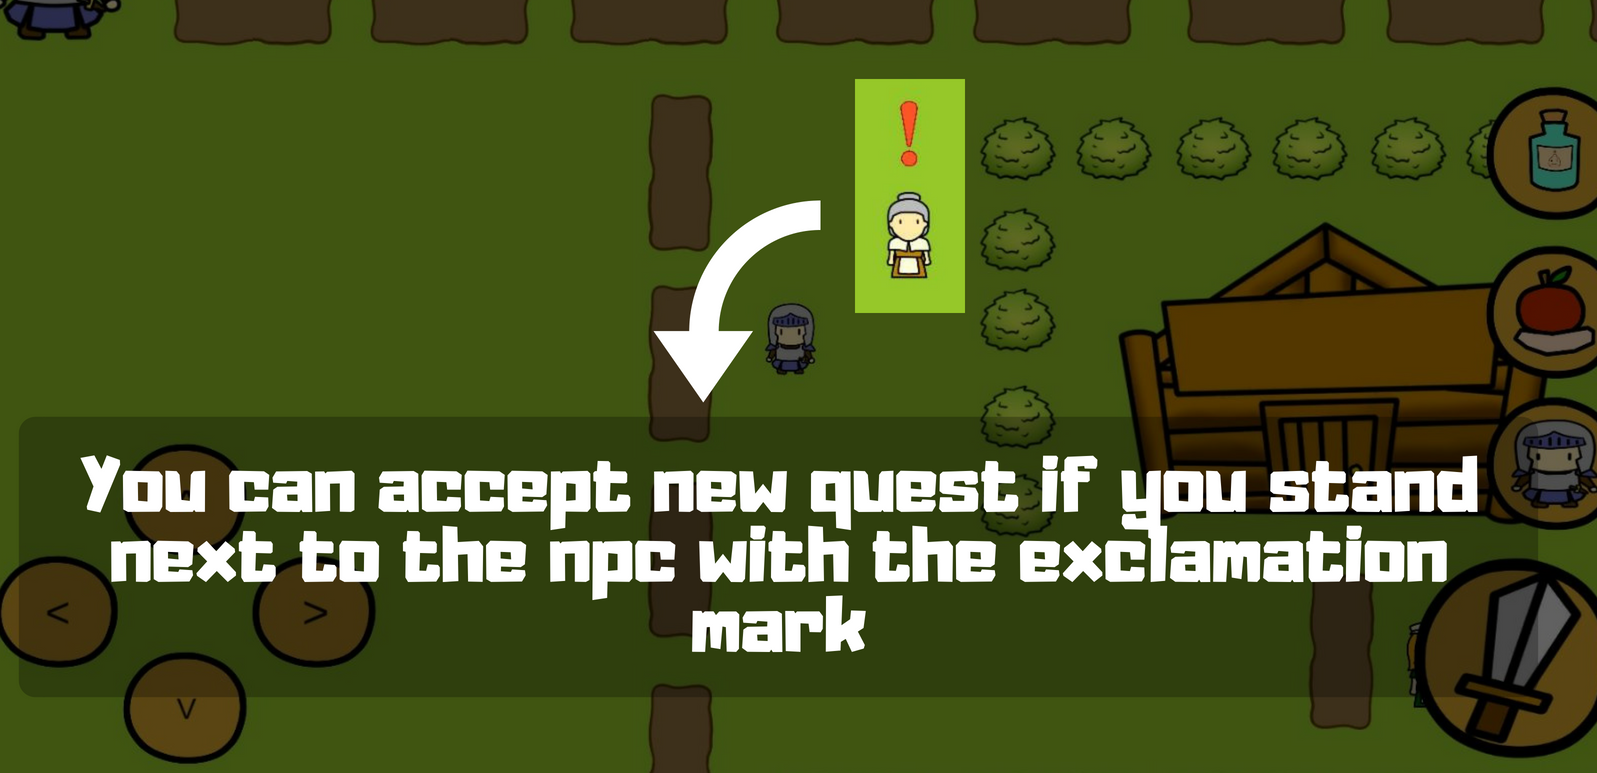 !
You can accept new quest if you stand
next to the npc with the exclamation
mark
< >
v